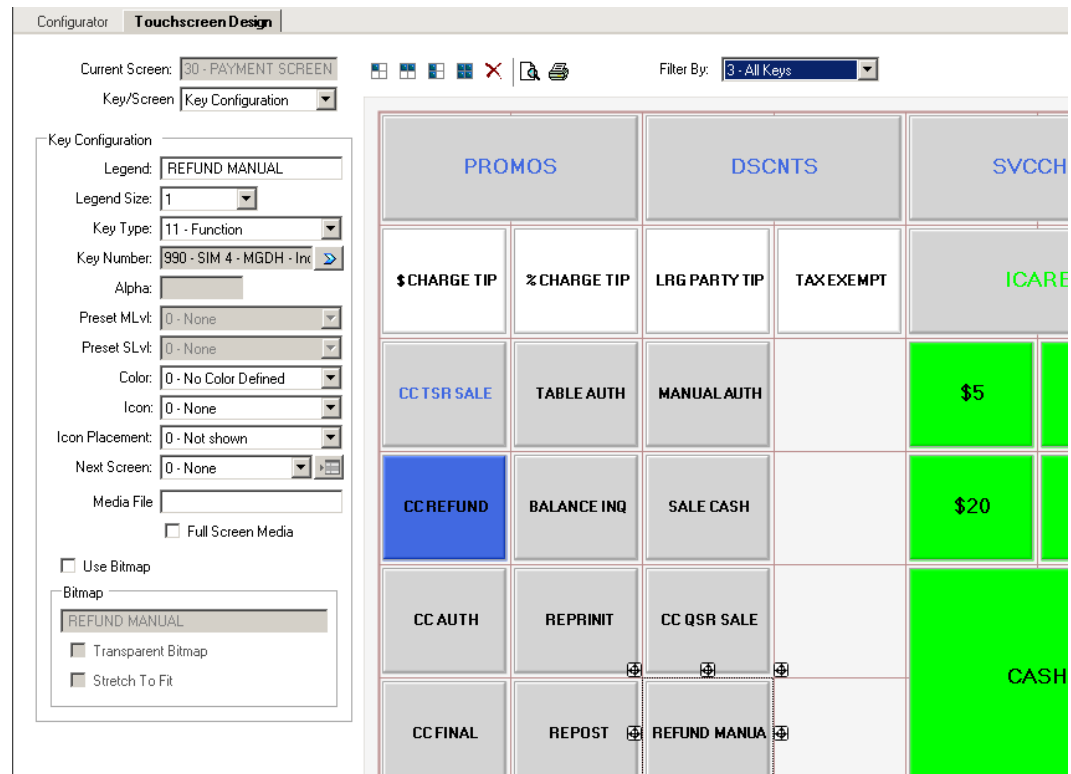 Configurator Touchscreen Design
Current Screen: 30 - PAYMENT SCREEN
Filter By: 3 - All Keys
Key/Screen Key Configuration
Key Configuration
Legend: REFUND MANUAL
Legend Size: 1
Key Type: 11 - Function
Key Number: 990 - SIM 4 - MGDH - Inc
Alpha:
Preset MLvl: 0 - None
Preset SLvl: 0 - None
Color: 0 - No Color Defined
Icon: 0 - None
Icon Placement: 0 - Not shown
Next Screen: 0 - None
Media File
Full Screen Media
Use Bitmap
Bitmap
REFUND MANUAL
Transparent Bitmap
Stretch To Fit
PROMOS DSCNTS SVCCH
$ CHARGE TIP % CHARGE TIP LRG PARTY TIP TAX EXEMPT ICARE
CC TSR SALE TABLE AUTH MANUAL AUTH $5
CC REFUND BALANCE INQ SALE CASH $20
CC AUTH REPRINIT CC QSR SALE
CASH
CC FINAL REPOST REFUND MANUA